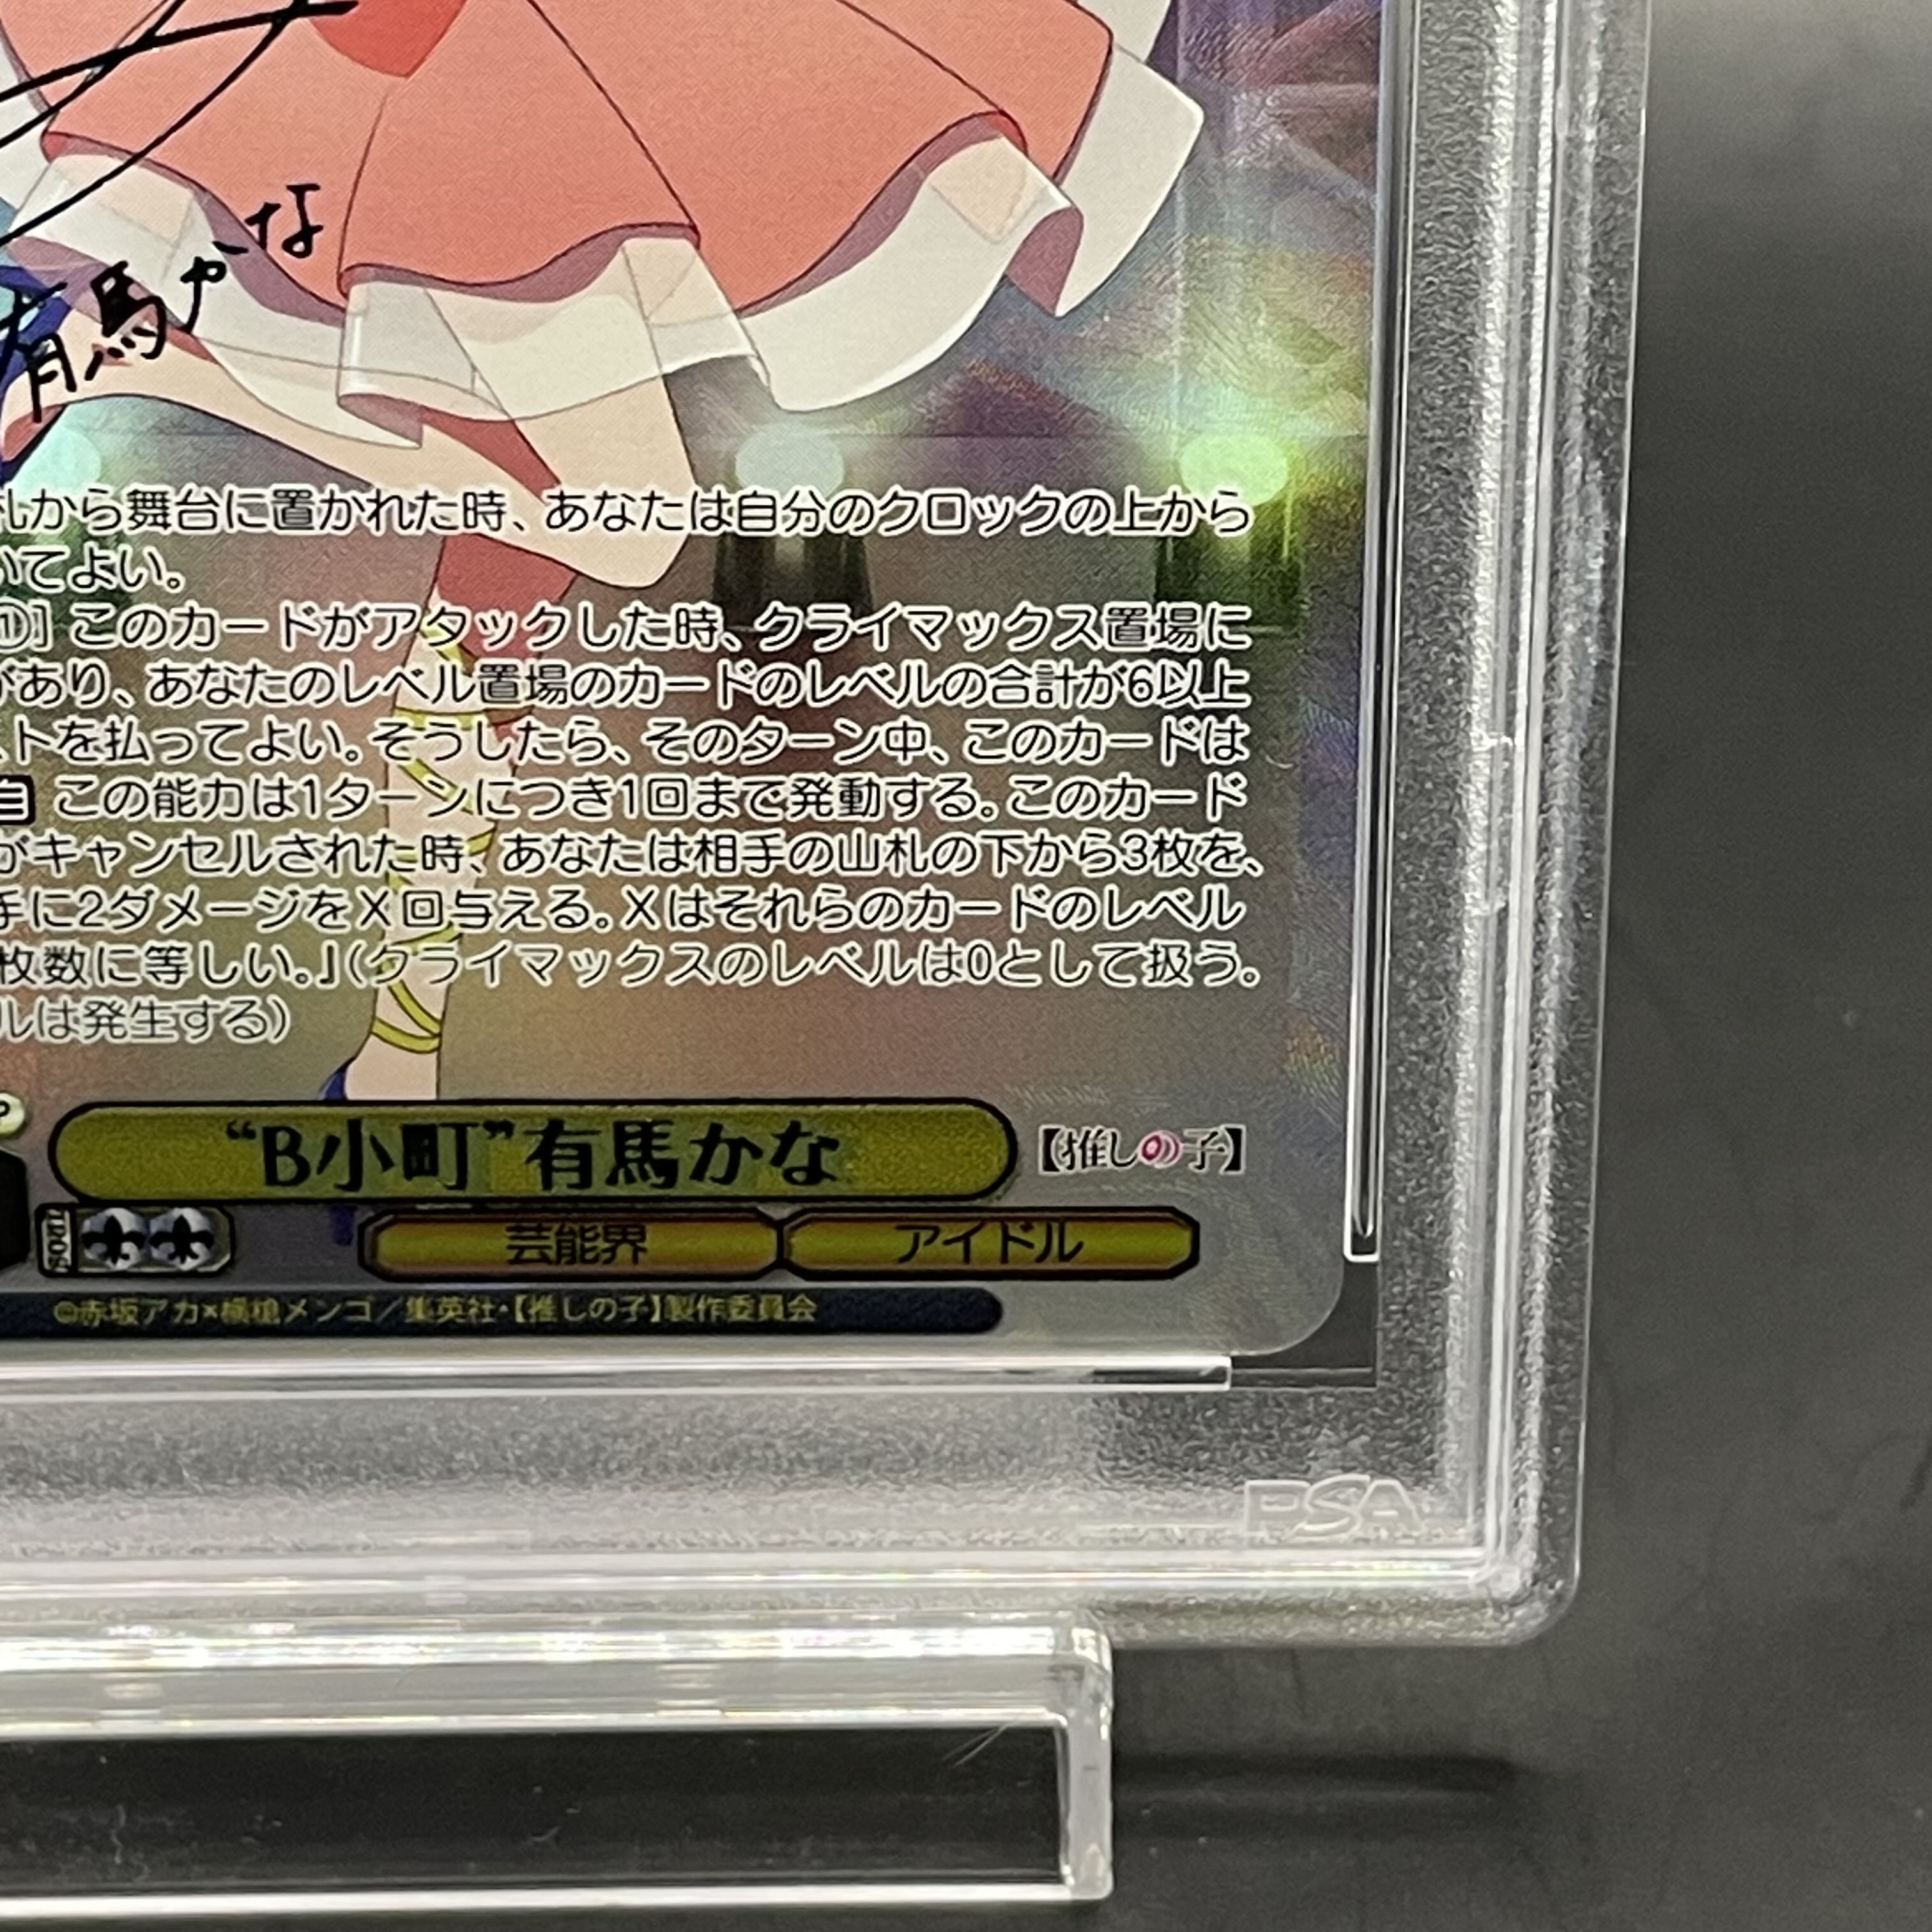 有馬かな
札から舞台に置かれた時、あなたは自分のクロックの上から
いてよい。
①］このカードがアタックした時、クライマックス置場に
があり、あなたのレベル置場のカードのレベルの合計が6以上
ストを払ってよい。そうしたら、そのターン中、このカードは
自 この能力は1ターンにつき1回まで発動する。このカード
がキャンセルされた時、あなたは相手の山札の下から3枚を、
手に2ダメージをX回与える。Xはそれらのカードのレベル
枚数に等しい。』（クライマックスのレベルは0として扱う。
ルは発生する）
“B小町”有馬かな
【推しの子】
芸能界 アイドル
©赤坂アカ×横槍メンゴ／集英社・【推しの子】製作委員会
PSA